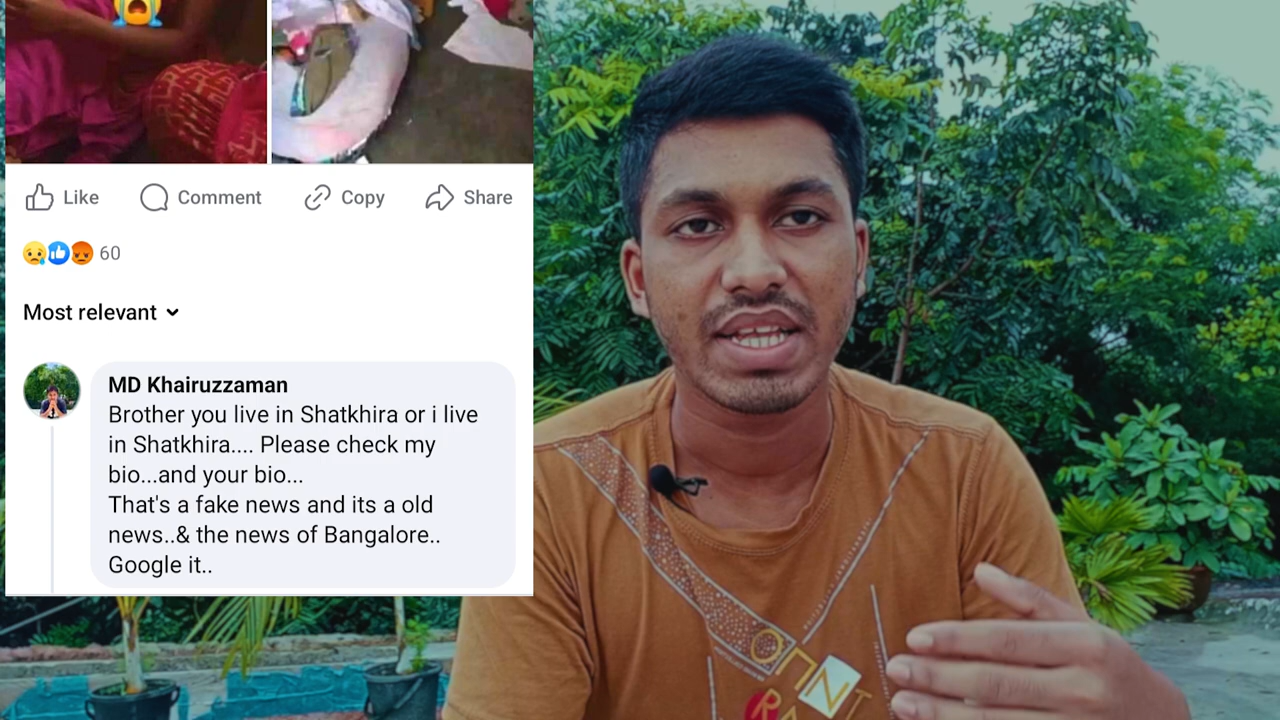 Like Comment Copy Share
60
Most relevant
MD Khairuzzaman
Brother you live in Shatkhira or i live
in Shatkhira.... Please check my
bio...and your bio...
That's a fake news and its a old
news..& the news of Bangalore..
Google it..